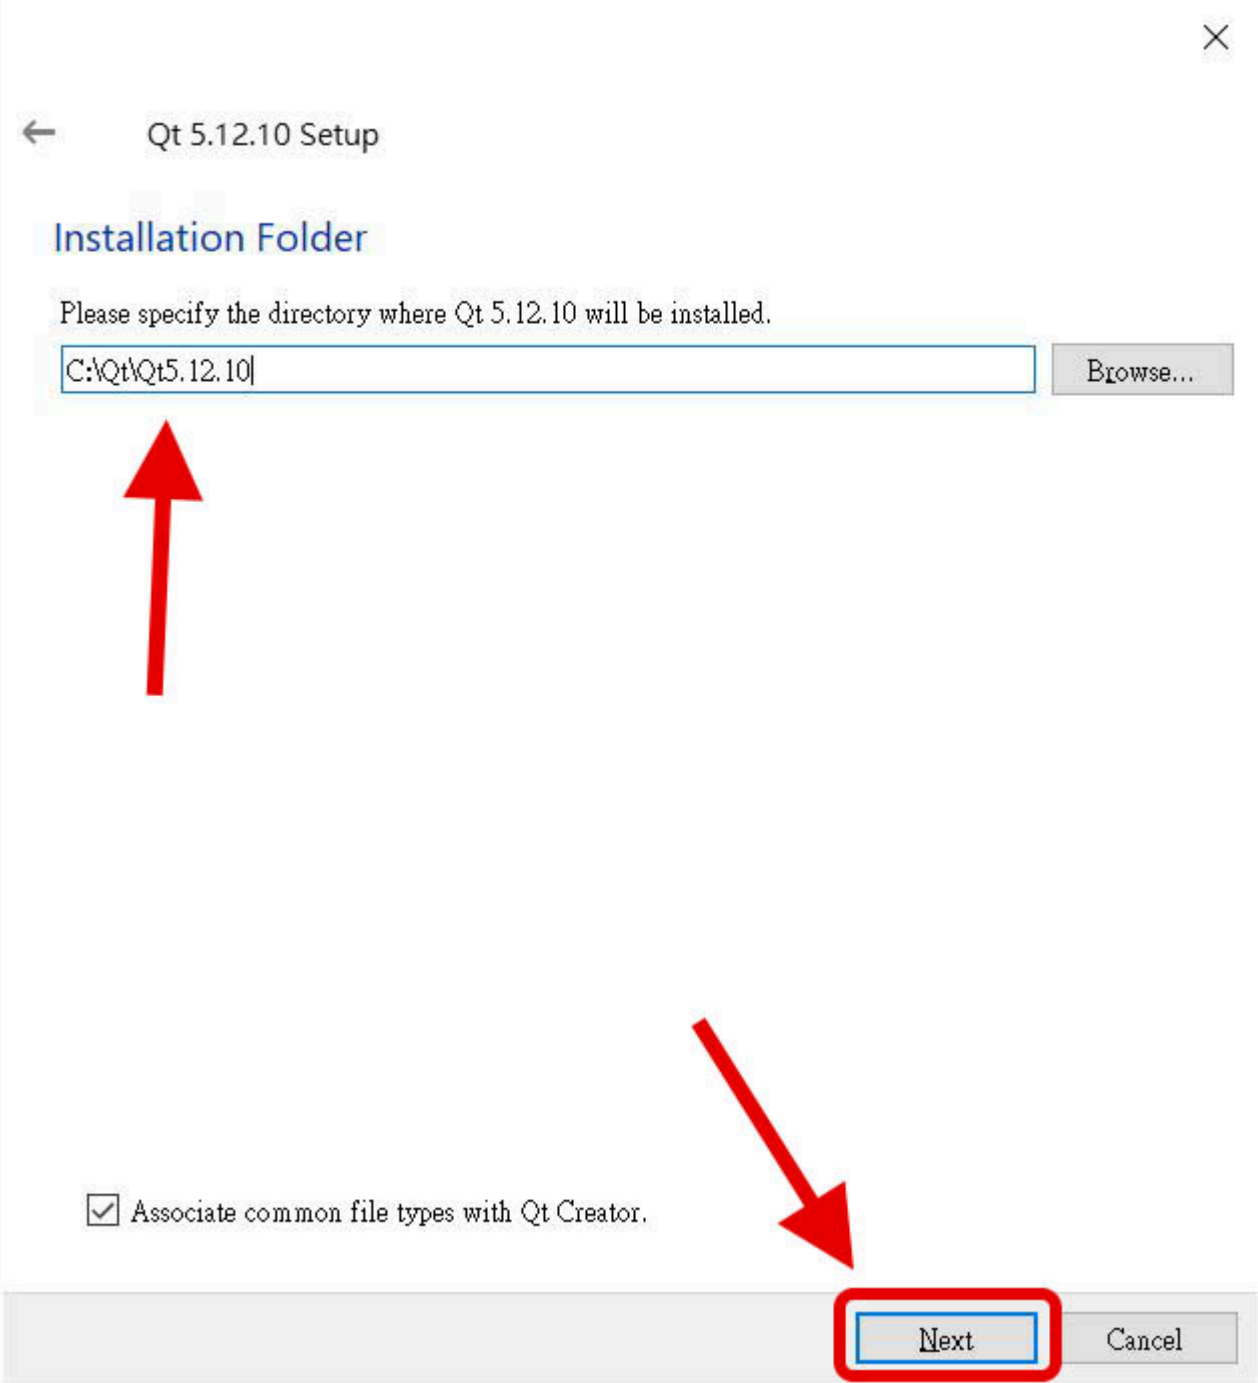 Qt 5.12.10 Setup
Installation Folder
Please specify the directory where Qt 5.12.10 will be installed.
C:\Qt\Qt5.12.10
Browse...
Associate common file types with Qt Creator.
Next
Cancel